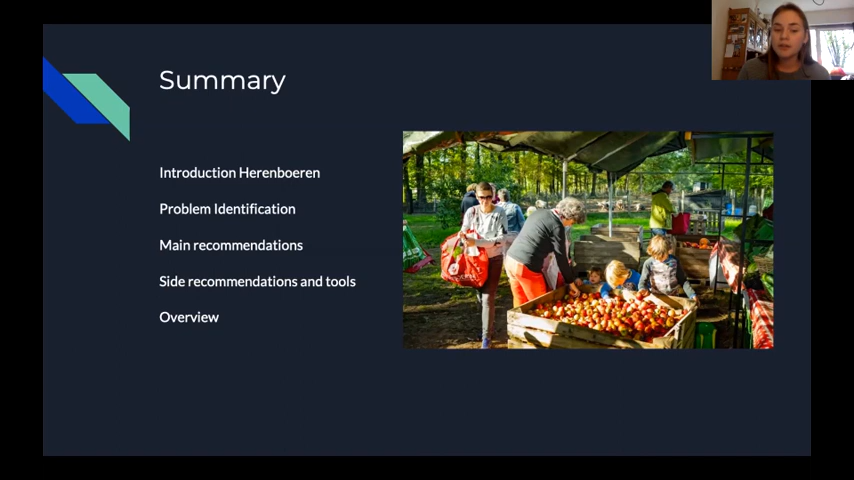 Summary
Introduction Herenboeren
Problem Identification
Main recommendations
Side recommendations and tools
Overview